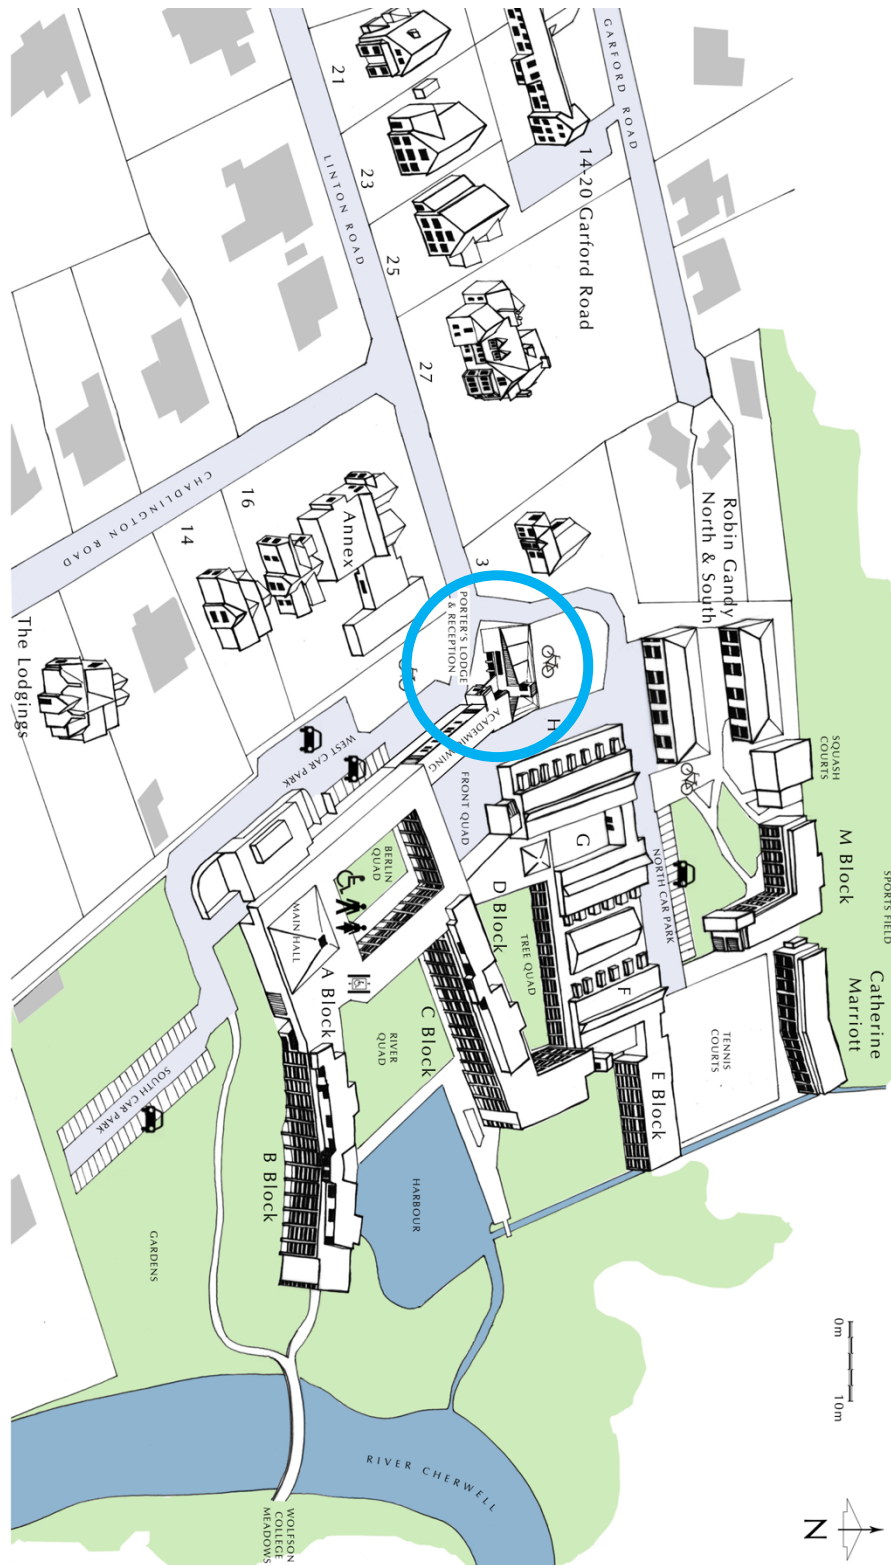 21
23
25
27
LINTON ROAD
GARFORD ROAD
14-20 Garford Road
Robin Gandy
North & South
CHADLINGTON ROAD
16
14
Annex
The Lodgings
3
PORTER'S LODGE
& RECEPTION
ACADEMIC WING
H
WEST CAR PARK
FRONT QUAD
BERLIN
QUAD
MAIN HALL
G
D Block
TREE QUAD
NORTH CAR PARK
SQUASH
COURTS
M Block
SPORTS FIELD
Catherine
Marriott
F
E Block
TENNIS
COURTS
A Block
C Block
RIVER
QUAD
SOUTH CAR PARK
B Block
HARBOUR
GARDENS
RIVER CHERWELL
WOLFSON
COLLEGE
MEADOWS
0m
10m
N